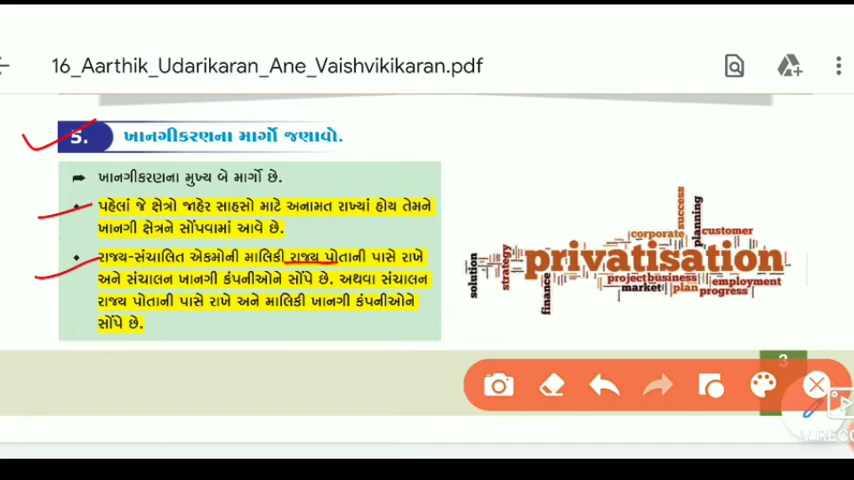 16_Aarthik_Udarikaran_Ane_Vaishvikikaran.pdf
5. ખાનગીકરણના માર્ગો જણાવો.
➡ ખાનગીકરણના મુખ્ય બે માર્ગો છે.
પહેલાં જે ક્ષેત્રો જાહેર સાહસો માટે અનામત રાખ્યાં હોય તેમને
ખાનગી ક્ષેત્રને સોંપવામાં આવે છે.
◆ રાજ્ય-સંચાલિત એકમોની માલિકી રાજ્ય પોતાની પાસે રાખે
અને સંચાલન ખાનગી કંપનીઓને સોંપે છે. અથવા સંચાલન
રાજ્ય પોતાની પાસે રાખે અને માલિકી ખાનગી કંપનીઓને
સોંપે છે.
success
planning
corporate
customer
solution
strategy
privatisation
finance
project business
employment
market
plan
progress
3